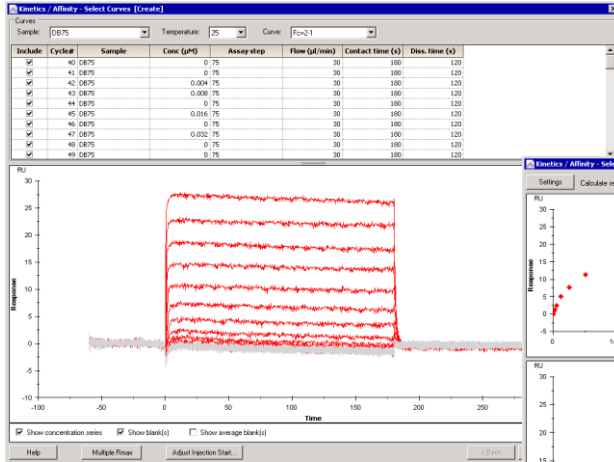 Kinetics / Affinity - Select Curves [Create]
Curves
Sample: DB75 Temperature: 25 Curve: Fc=2-1
Include Cycle# Sample Conc (µM) Assay step Flow (µl/min) Contact time (s) Diss. time (s)
40 DB75 0 75 30 180 120
41 DB75 0 75 30 180 120
42 DB75 0.004 75 30 180 120
43 DB75 0.008 75 30 180 120
44 DB75 0 75 30 180 120
45 DB75 0.016 75 30 180 120
46 DB75 0 75 30 180 120
47 DB75 0.032 75 30 180 120
48 DB75 0 75 30 180 120
49 DB75 0 75 30 180 120
RU
30
25
20
15
10
5
0
-5
-10
Response
-100 -50 0 50 100 150 200 250
Time
Show concentration series Show blank(s) Show average blank(s)
Help Multiple Rmax Adjust Injection Start... < Back
Kinetics / Affinity - Sele
Settings Calculate re
RU
30
25
20
15
10
5
0
-5
Response
0
RU
30
25
20
15